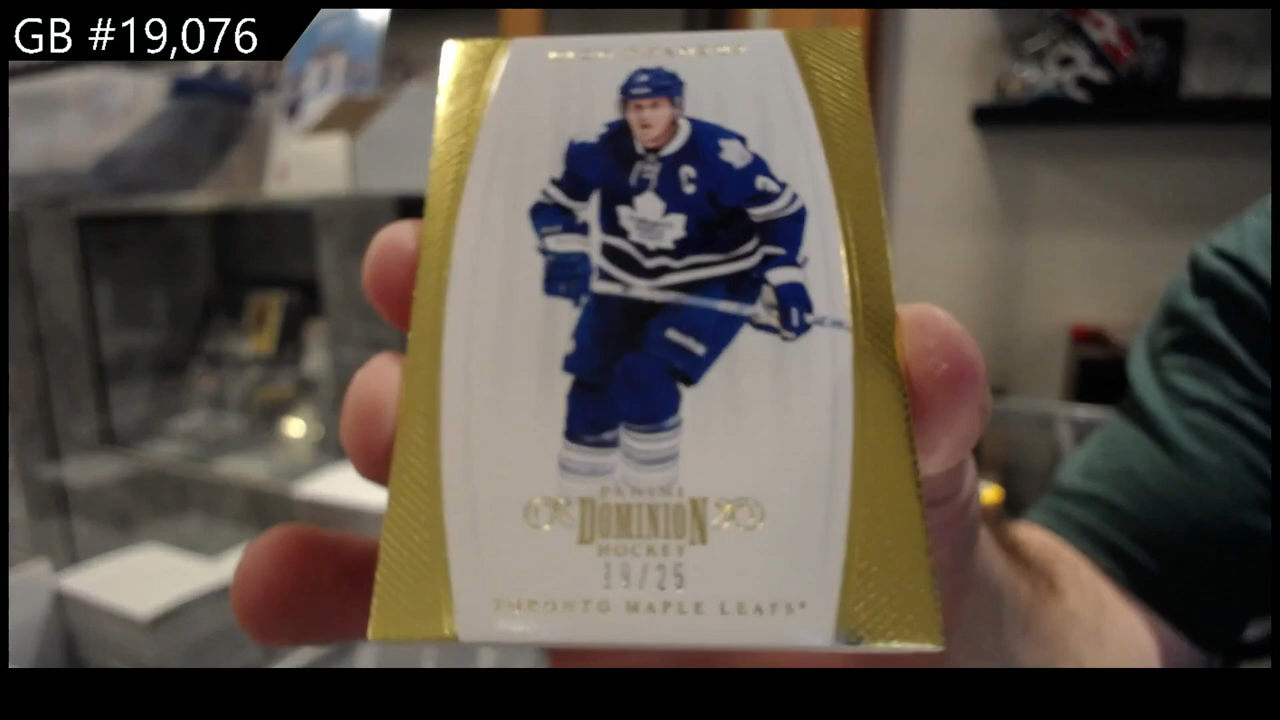 GB #19,076
C
PANINI
DOMINION
HOCKEY
19/25
TORONTO MAPLE LEAFS®